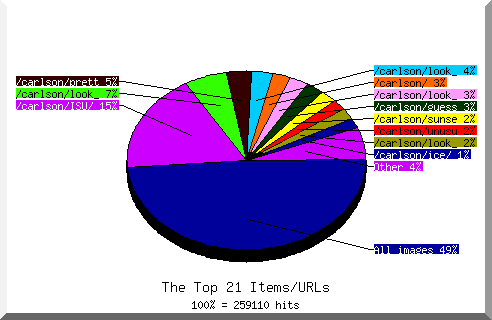 /carlson/look_ 4%
/carlson/prett 5%
/carlson/ 3%
/carlson/look_ 7%
/carlson/look_ 3%
/carlson/ISU/ 15%
/carlson/guess 3%
/carlson/sunse 2%
/carlson/unusu 2%
/carlson/look_ 2%
/carlson/ice/ 1%
Other 4%
All images 49%
The Top 21 Items/URLs
100% = 259110 hits